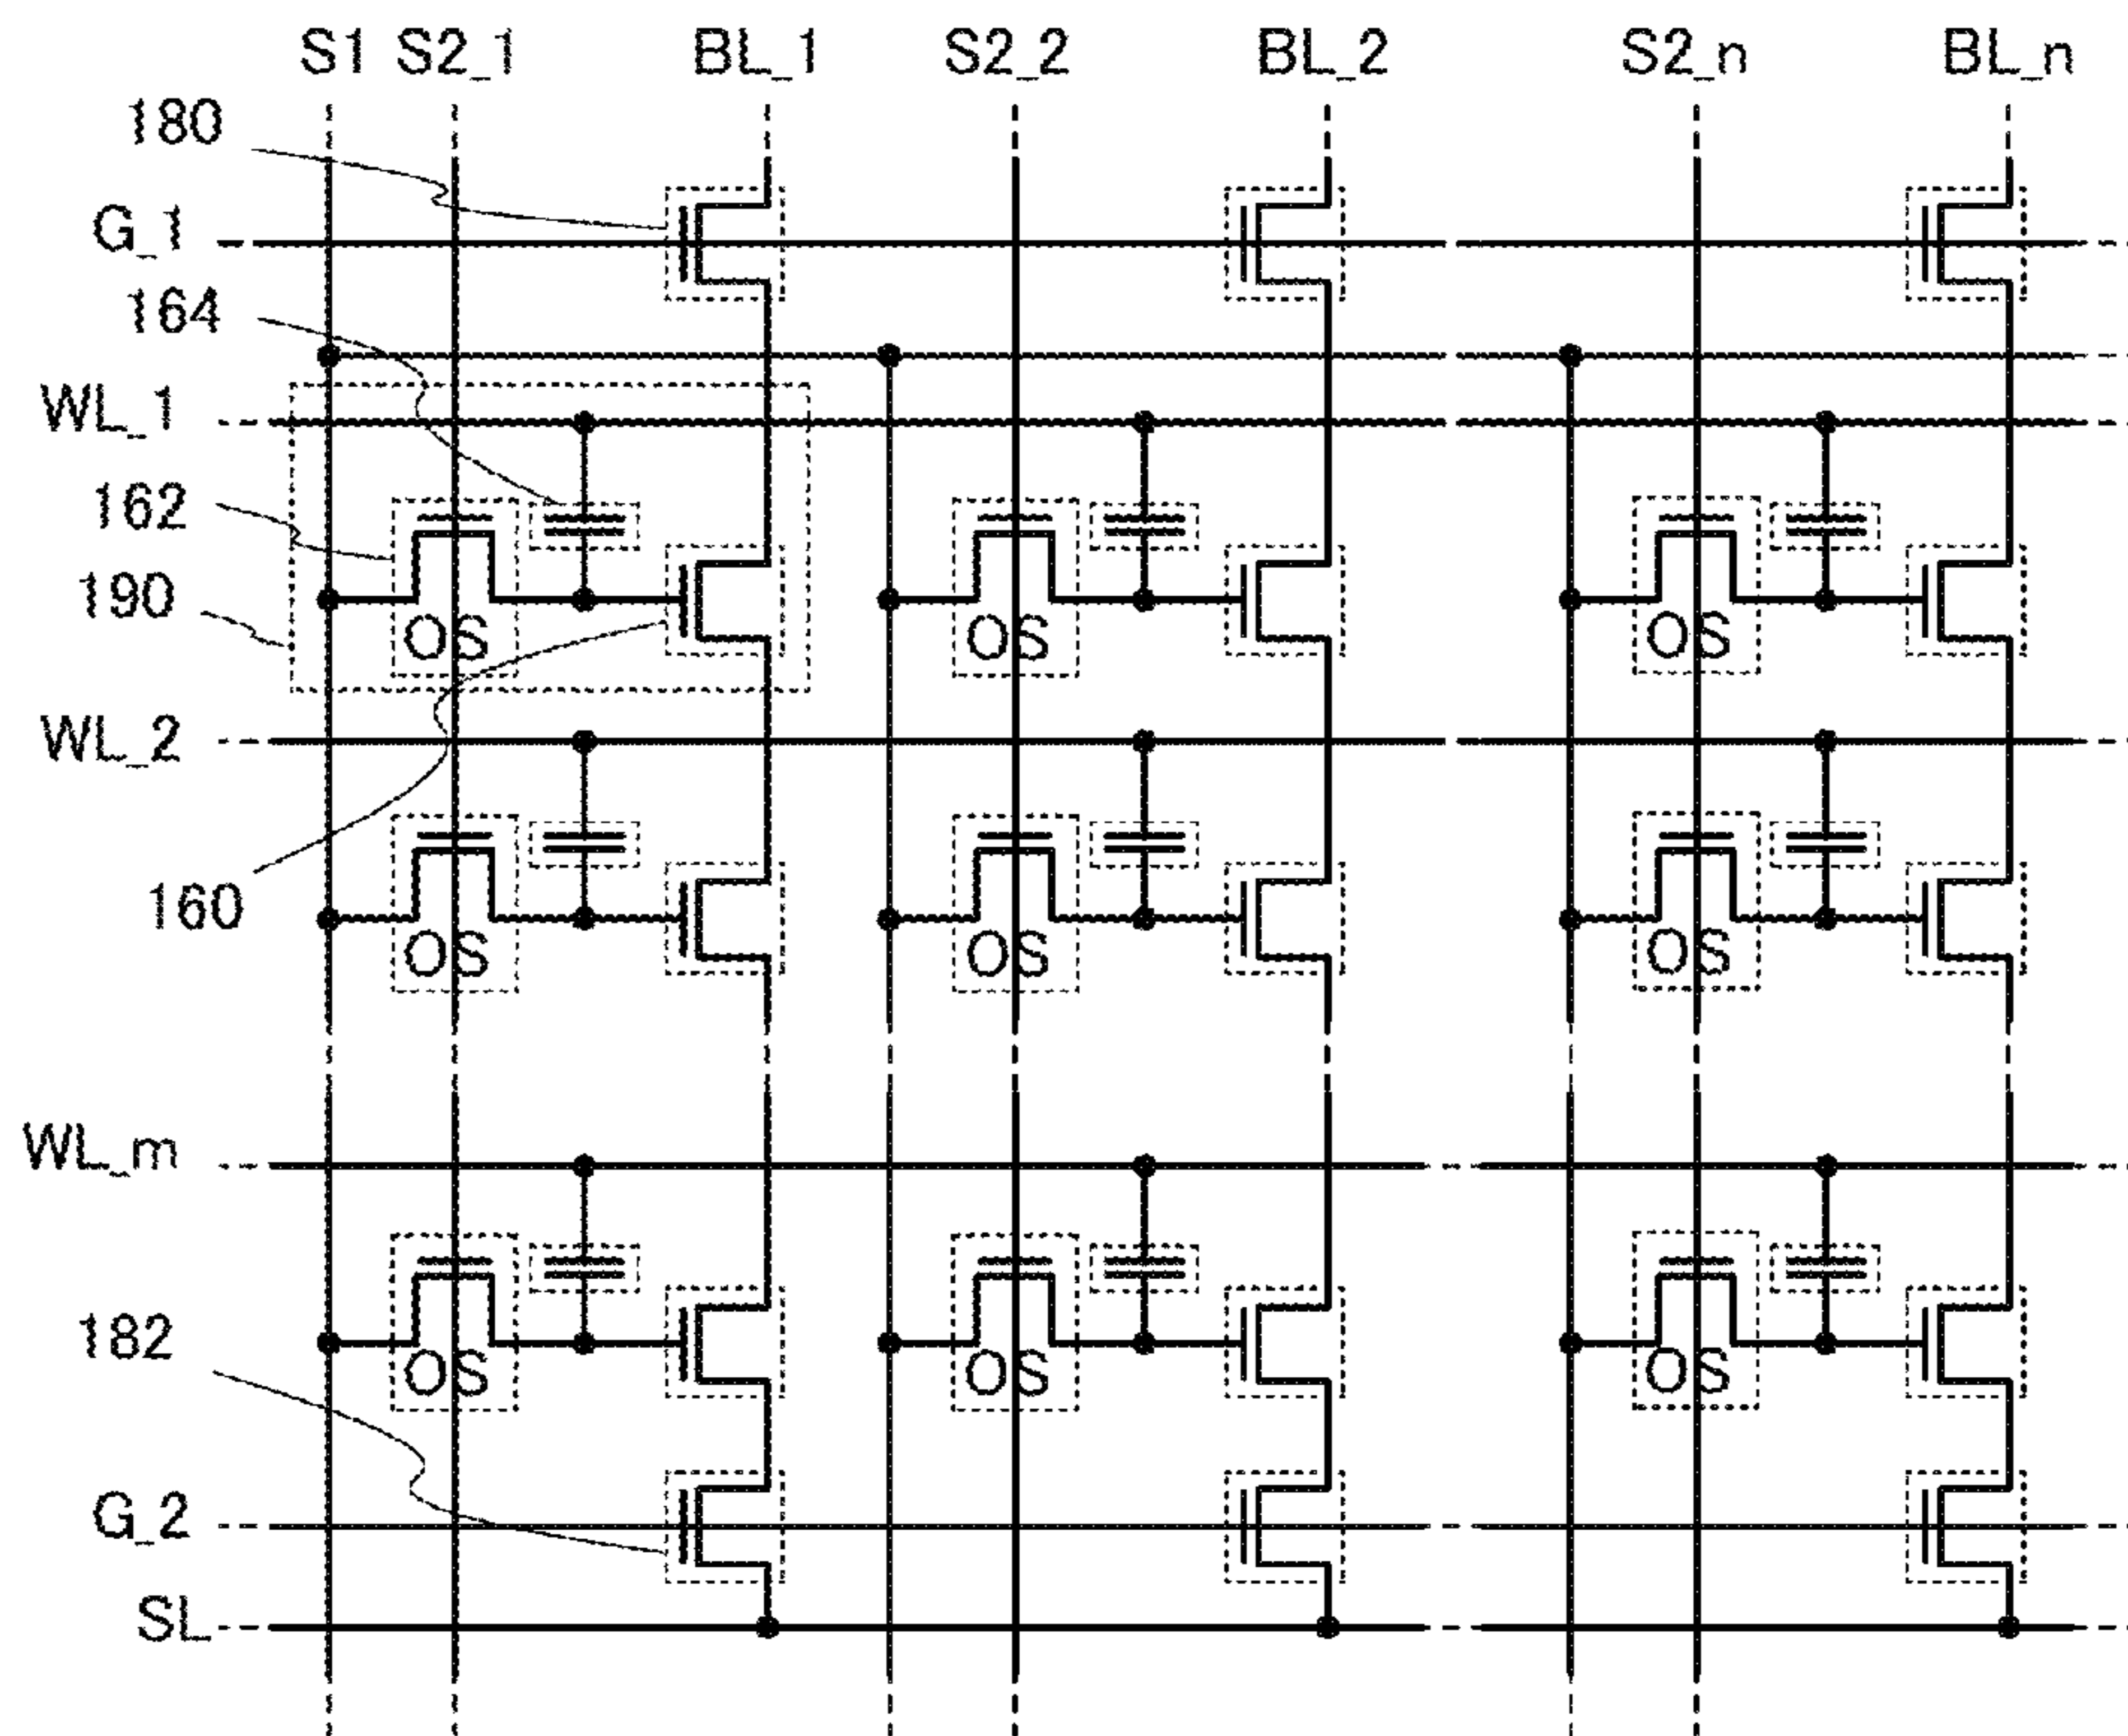 S1 S2_1 BL_1 S2_2 BL_2 S2_n BL_n
180
G_1
164
WL_1
162
OS OS OS
190
WL_2
160
OS OS OS
WL_m
182
OS OS OS
G_2
SL